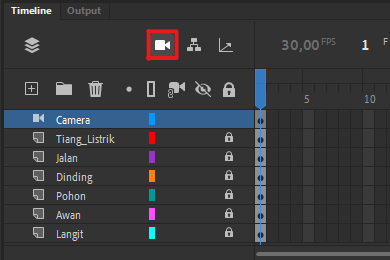 Timeline Output
30,00 FPS 1 F
5 10
Camera
Tiang_Listrik
Jalan
Dinding
Pohon
Awan
Langit